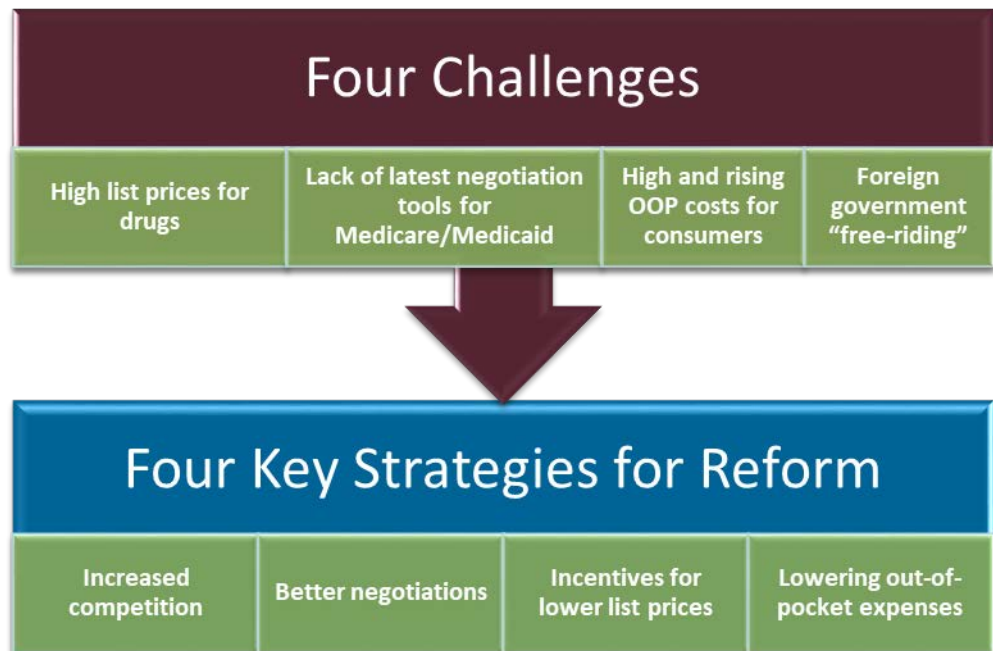 Four Challenges
High list prices for
drugs
Lack of latest negotiation
tools for
Medicare/Medicaid
High and rising
OOP costs for
consumers
Foreign
government
“free-riding”
Four Key Strategies for Reform
Increased
competition
Better negotiations
Incentives for
lower list prices
Lowering out-of-
pocket expenses